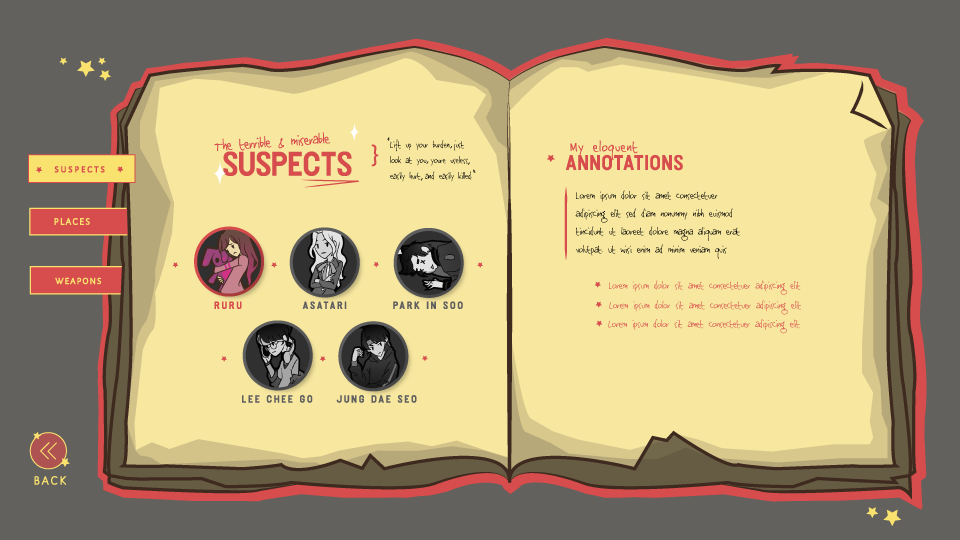 SUSPECTS
PLACES
WEAPONS
BACK
The terrible & miserable
SUSPECTS
"Lift up your burden, just
look at you, youre useless,
easily hurt, and easily killed"
RURU
ASATARI
PARK IN SOO
LEE CHEE GO
JUNG DAE SEO
My eloquent
ANNOTATIONS
Lorem ipsum dolor sit amet consectetuer
adipiscing elit sed diam nonummy nibh euismod
tincidunt ut laoreet dolore magna aliquam erat
volutpat ut wisi enim ad minim veniam quis
Lorem ipsum dolor sit amet consectetuer adipiscing elit
Lorem ipsum dolor sit amet consectetuer adipiscing elit
Lorem ipsum dolor sit amet consectetuer adipiscing elit